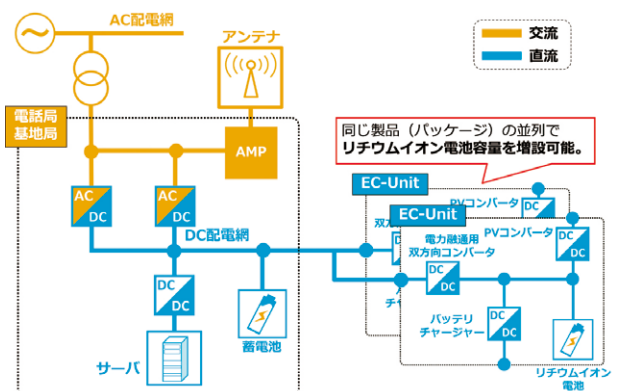 AC配電網
交流
直流
アンテナ
電話局
基地局
AMP
同じ製品（パッケージ）の並列で
リチウムイオン電池容量を増設可能。
EC-Unit
PVコンバータ
DC
EC-Unit
双方
電力融通用
双方向コンバータ
PVコンバータ
DC
DC
AC
DC
AC
DC
DC配電網
DC
DC
チャ
DC
DC
バッテリ
チャージャー
DC
DC
サーバ
蓄電池
リチウムイオン
電池